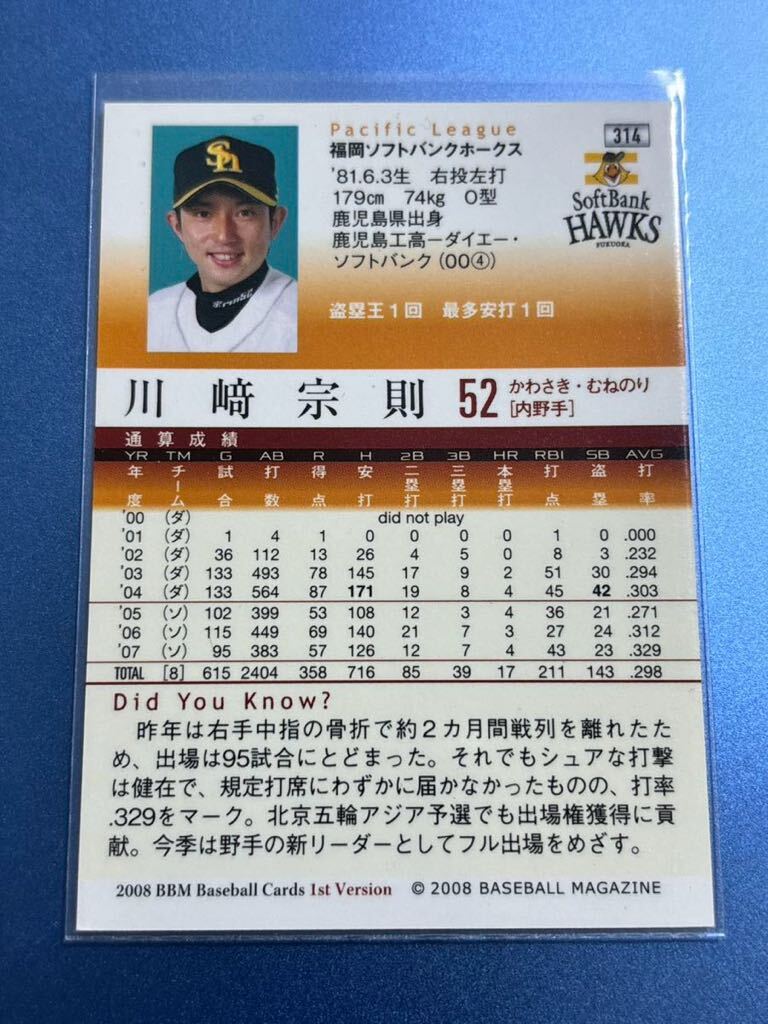 Pacific League
福岡ソフトバンクホークス
'81.6.3生 右投左打
179cm 74kg O型
鹿児島県出身
鹿児島工高ーダイエー・
ソフトバンク(00④)
盗塁王1回 最多安打1回
314
SoftBank
HAWKS
FUKUOKA
Sh
川﨑宗則 52 かわさき・むねのり
[内野手]
通算成績
YR TM G AB R H 2B 3B HR RBI SB AVG
年度 チーム 試合 打数 得点 安打 二塁打 三塁打 本塁打 打点 盗塁 打率
'00 (ダ) did not play
'01 (ダ) 1 4 1 0 0 0 0 1 0 .000
'02 (ダ) 36 112 13 26 4 5 0 8 3 .232
'03 (ダ) 133 493 78 145 17 9 2 51 30 .294
'04 (ダ) 133 564 87 171 19 8 4 45 42 .303
'05 (ソ) 102 399 53 108 12 3 4 36 21 .271
'06 (ソ) 115 449 69 140 21 7 3 27 24 .312
'07 (ソ) 95 383 57 126 12 7 4 43 23 .329
TOTAL [8] 615 2404 358 716 85 39 17 211 143 .298
Did You Know?
昨年は右手中指の骨折で約2カ月間戦列を離れたた
め、出場は95試合にとどまった。それでもシュアな打撃
は健在で、規定打席にわずかに届かなかったものの、打率
.329をマーク。北京五輪アジア予選でも出場権獲得に貢
献。今季は野手の新リーダーとしてフル出場をめざす。
2008 BBM Baseball Cards 1st Version © 2008 BASEBALL MAGAZINE